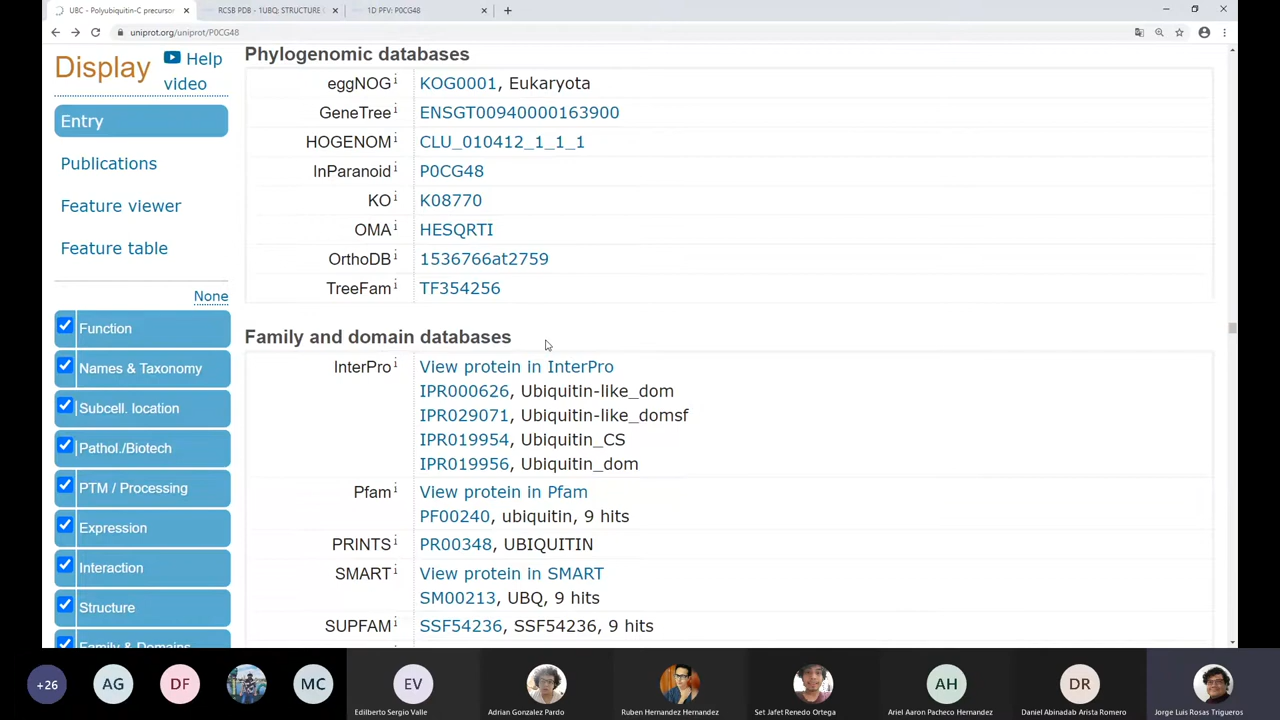 UBC - Polyubiquitin-C precursor
RCSB PDB - 1UBQ: STRUCTURE
1D PFV: P0CG48
uniprot.org/uniprot/P0CG48
Display
Help video
Entry
Publications
Feature viewer
Feature table
None
Function
Names & Taxonomy
Subcell. location
Pathol./Biotech
PTM / Processing
Expression
Interaction
Structure
Family & Domains
Phylogenomic databases
eggNOG i KOG0001, Eukaryota
GeneTree i ENSGT00940000163900
HOGENOM i CLU_010412_1_1_1
InParanoid i P0CG48
KO i K08770
OMA i HESQRTI
OrthoDB i 1536766at2759
TreeFam i TF354256
Family and domain databases
InterPro i View protein in InterPro
IPR000626, Ubiquitin-like_dom
IPR029071, Ubiquitin-like_domsf
IPR019954, Ubiquitin_CS
IPR019956, Ubiquitin_dom
Pfam i View protein in Pfam
PF00240, ubiquitin, 9 hits
PRINTS i PR00348, UBIQUITIN
SMART i View protein in SMART
SM00213, UBQ, 9 hits
SUPFAM i SSF54236, SSF54236, 9 hits
+26
AG
DF
MC
EV
Edilberto Sergio Valle
Adrian Gonzalez Pardo
Ruben Hernandez Hernandez
Set Jafet Renedo Ortega
AH
Ariel Aaron Pacheco Hernandez
DR
Daniel Abinadab Arista Romero
Jorge Luis Rosas Trigueros